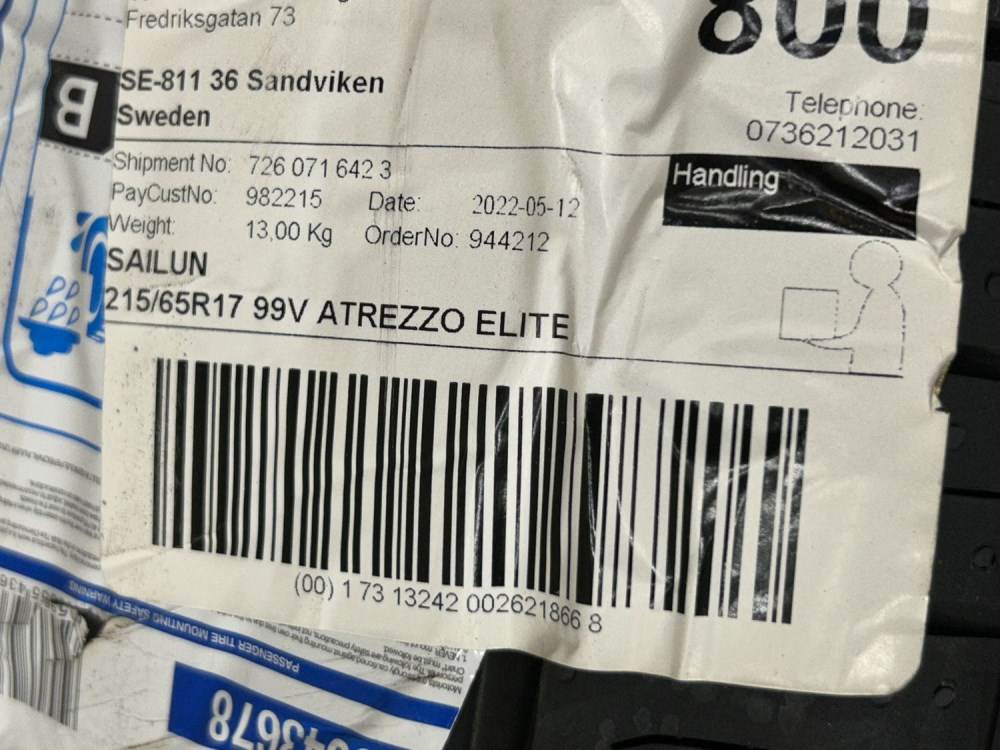 Fredriksgatan 73
800
SE-811 36 Sandviken
Sweden
Telephone:
0736212031
B
Shipment No: 726 071 642 3
PayCustNo: 982215 Date: 2022-05-12
Weight: 13,00 Kg OrderNo: 944212
Handling
SAILUN
215/65R17 99V ATREZZO ELITE
(00) 1 73 13242 002621866 8
PASSENGER TIRE MOUNTING SAFETY WARNING
43678